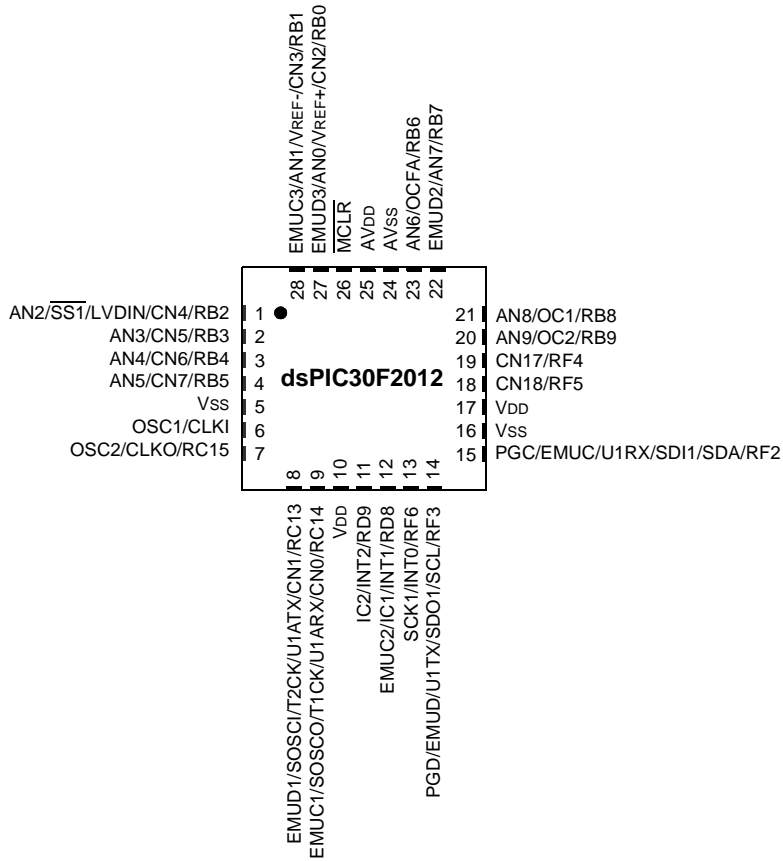 EMUC3/AN1/VREF-/CN3/RB1
EMUD3/AN0/VREF+/CN2/RB0
MCLR
AVDD
AVSS
AN6/OCFA/RB6
EMUD2/AN7/RB7
28
27
26
25
24
23
22
AN2/SS1/LVDIN/CN4/RB2 1
AN3/CN5/RB3 2
AN4/CN6/RB4 3
AN5/CN7/RB5 4
VSS 5
OSC1/CLKI 6
OSC2/CLKO/RC15 7
dsPIC30F2012
21 AN8/OC1/RB8
20 AN9/OC2/RB9
19 CN17/RF4
18 CN18/RF5
17 VDD
16 VSS
15 PGC/EMUC/U1RX/SDI1/SDA/RF2
8
9
10
11
12
13
14
EMUD1/SOSCI/T2CK/U1ATX/CN1/RC13
EMUC1/SOSCO/T1CK/U1ARX/CN0/RC14
VDD
IC2/INT2/RD9
EMUC2/IC1/INT1/RD8
SCK1/INT0/RF6
PGD/EMUD/U1TX/SDO1/SCL/RF3